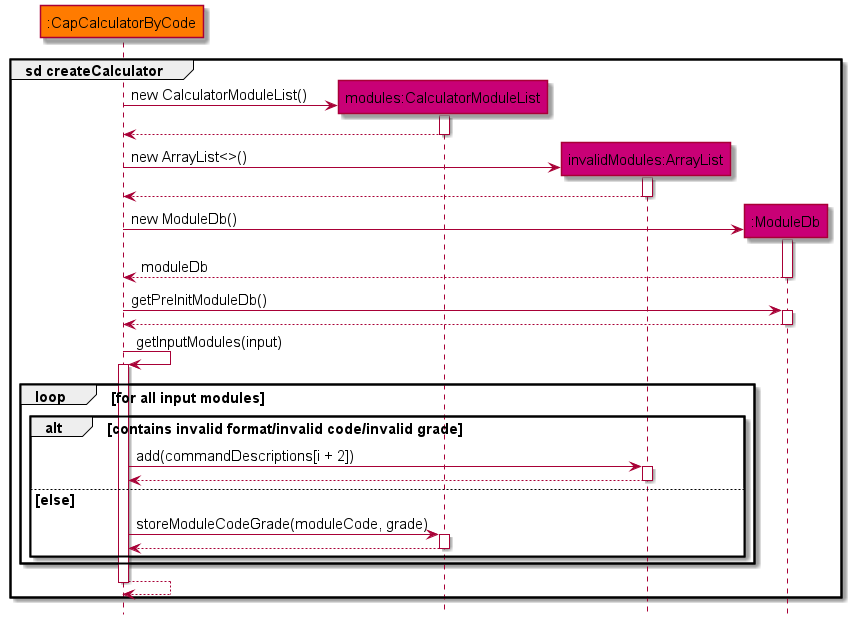 :CapCalculatorByCode
sd createCalculator
new CalculatorModuleList()
modules:CalculatorModuleList
new ArrayList<>()
invalidModules:ArrayList
new ModuleDb()
:ModuleDb
moduleDb
getPreInitModuleDb()
getInputModules(input)
loop [for all input modules]
alt [contains invalid format/invalid code/invalid grade]
add(commandDescriptions[i + 2])
[else]
storeModuleCodeGrade(moduleCode, grade)